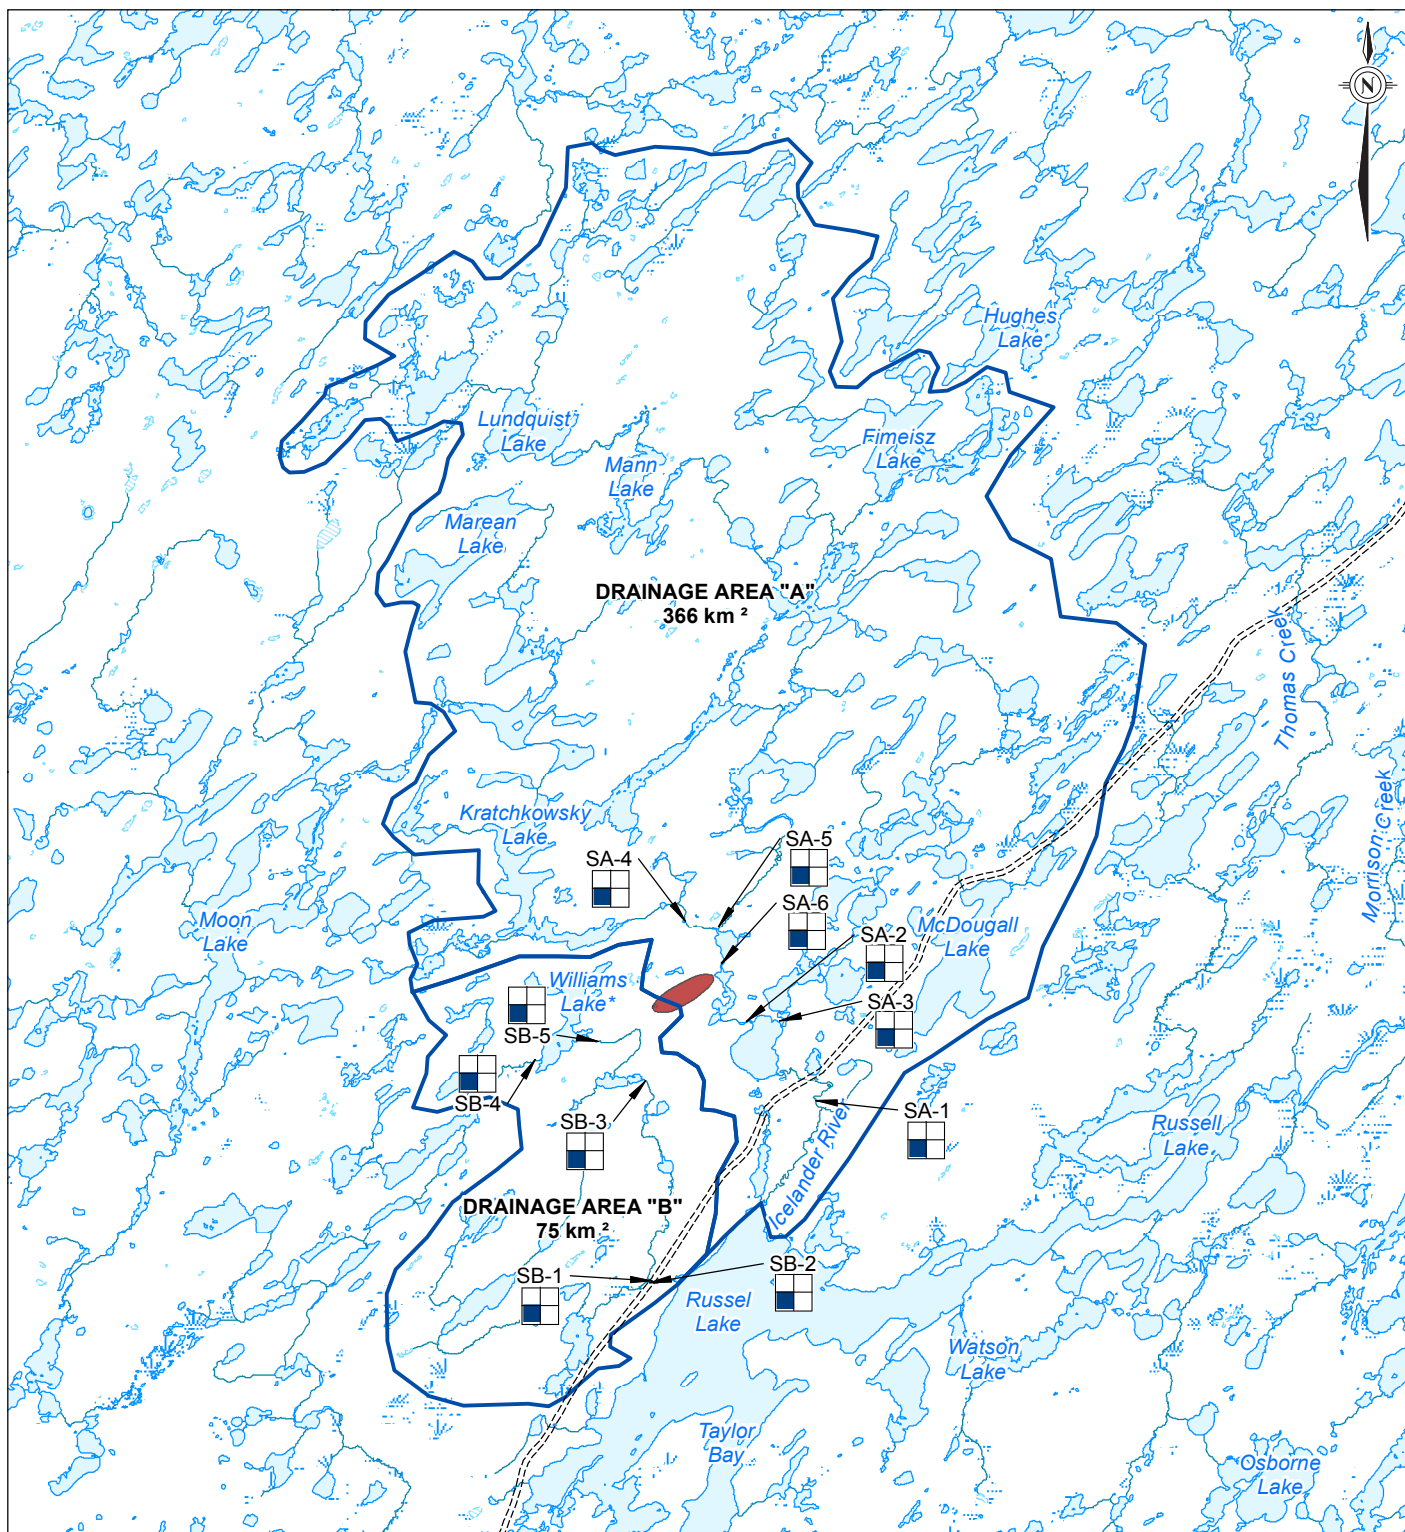 N
Hughes
Lake
Lundquist
Lake
Fimeisz
Lake
Mann
Lake
Marean
Lake
DRAINAGE AREA "A"
366 km ²
Thomas Creek
Morrison Creek
Kratchkowsky
Lake
SA-5
SA-4
SA-6
Moon
Lake
McDougall
Lake
SA-2
Williams
Lake*
SA-3
SB-5
SB-4
SB-3
SA-1
Russell
Lake
Icelander River
DRAINAGE AREA "B"
75 km ²
SB-1
SB-2
Russel
Lake
Watson
Lake
Taylor
Bay
Osborne
Lake